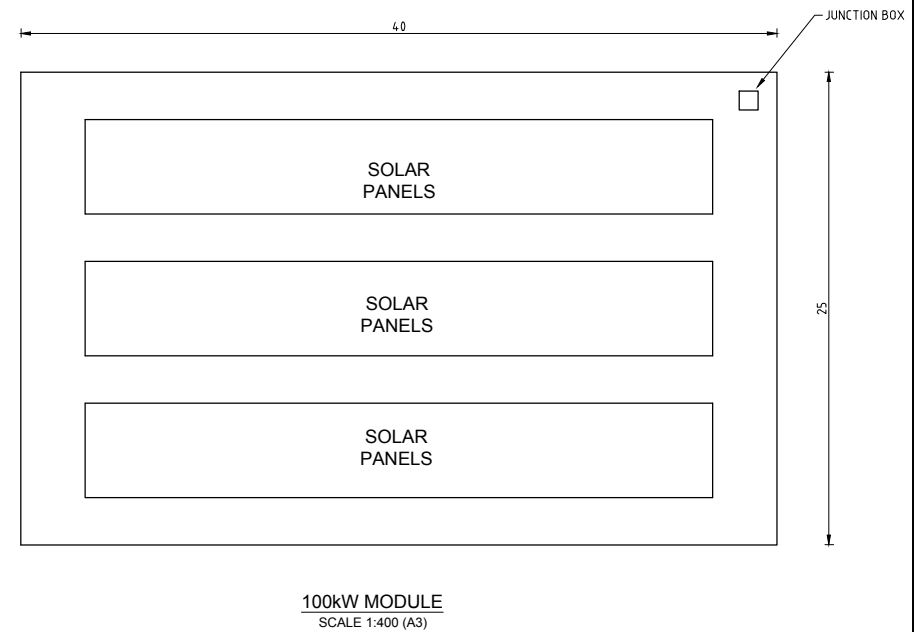 40
JUNCTION BOX
SOLAR
PANELS
SOLAR
PANELS
25
SOLAR
PANELS
100kW MODULE
SCALE 1:400 (A3)